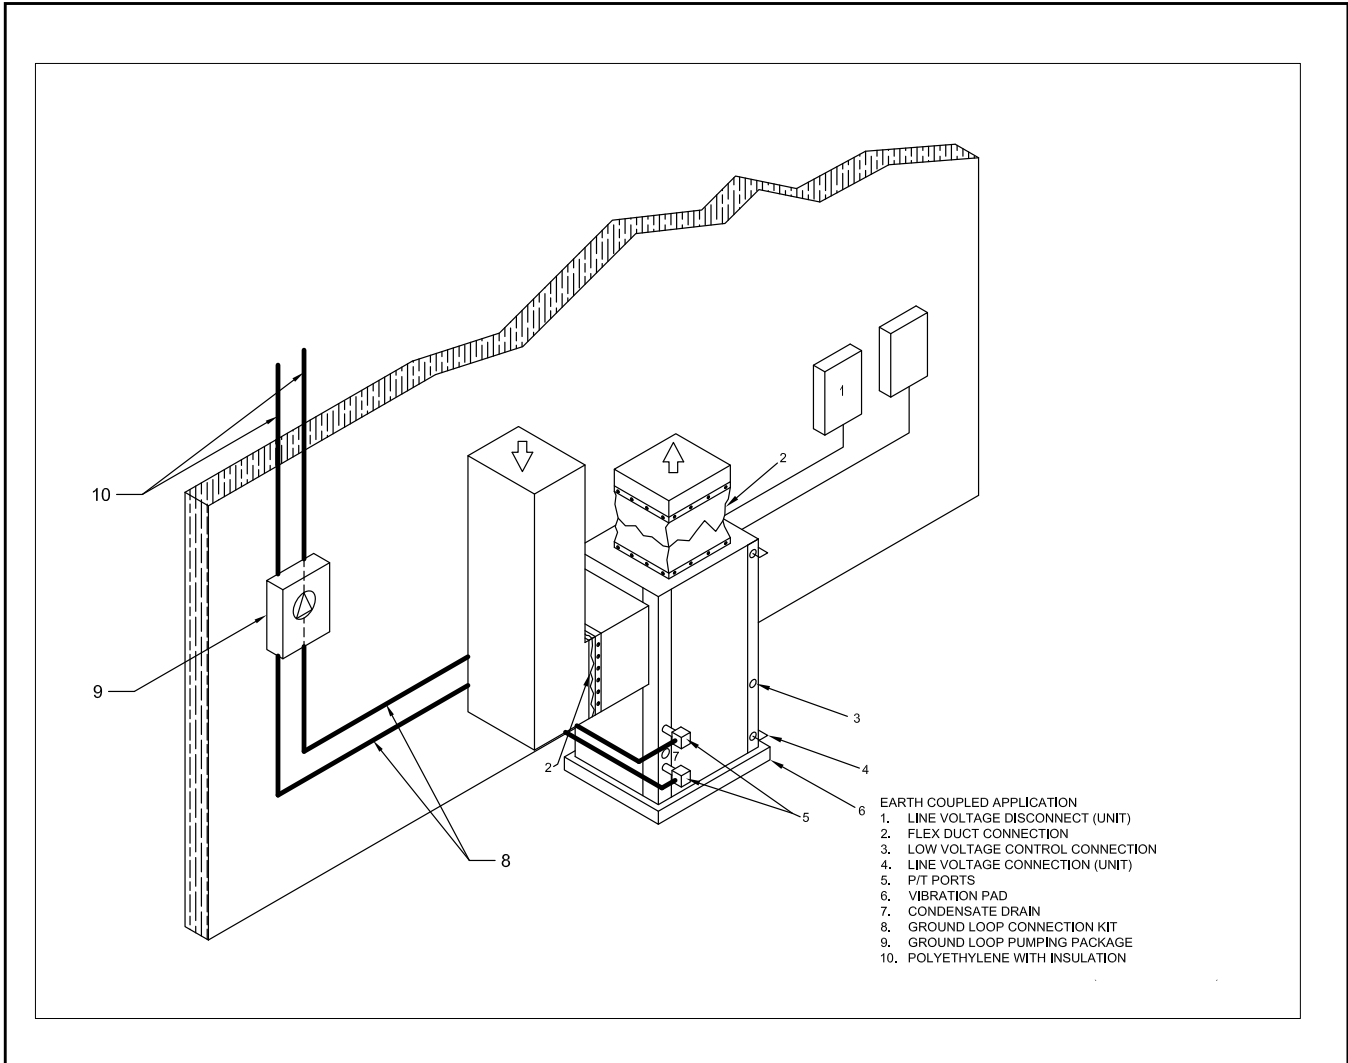 1
2
10
9
3
7
2
4
5
6
8
EARTH COUPLED APPLICATION
1. LINE VOLTAGE DISCONNECT (UNIT)
2. FLEX DUCT CONNECTION
3. LOW VOLTAGE CONTROL CONNECTION
4. LINE VOLTAGE CONNECTION (UNIT)
5. P/T PORTS
6. VIBRATION PAD
7. CONDENSATE DRAIN
8. GROUND LOOP CONNECTION KIT
9. GROUND LOOP PUMPING PACKAGE
10. POLYETHYLENE WITH INSULATION